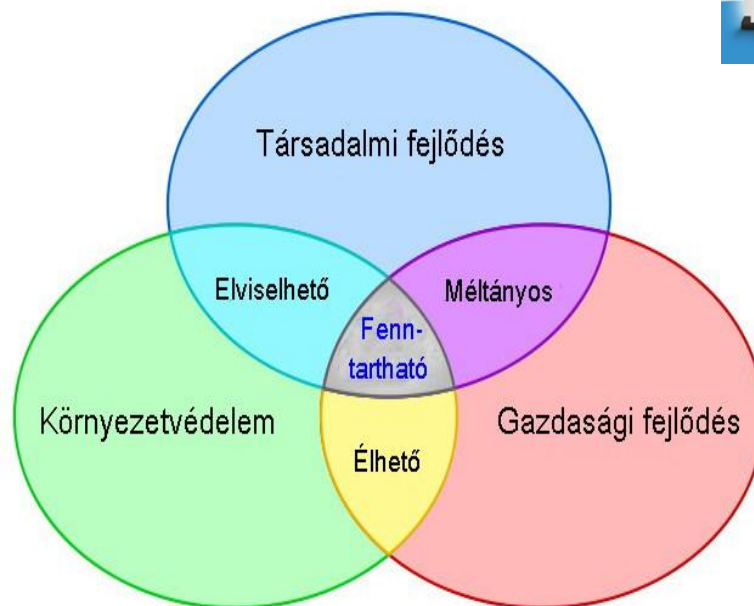 Társadalmi fejlődés
Elviselhető
Méltányos
Fenn-
tartható
Környezetvédelem
Gazdasági fejlődés
Élhető